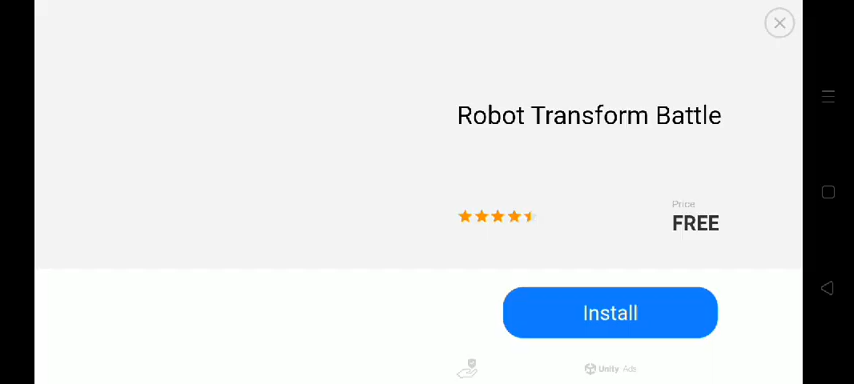 Robot Transform Battle
Price
FREE
Install
Unity Ads